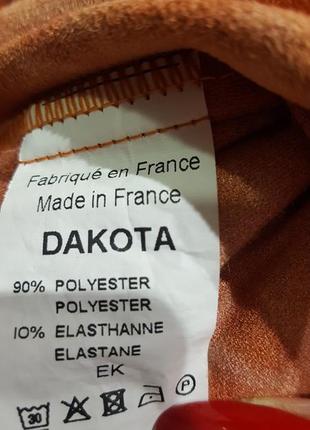 Fabriqué en France
Made in France
DAKOTA
90% POLYESTER
POLYESTER
10% ELASTHANNE
ELASTANE
EK
30 P